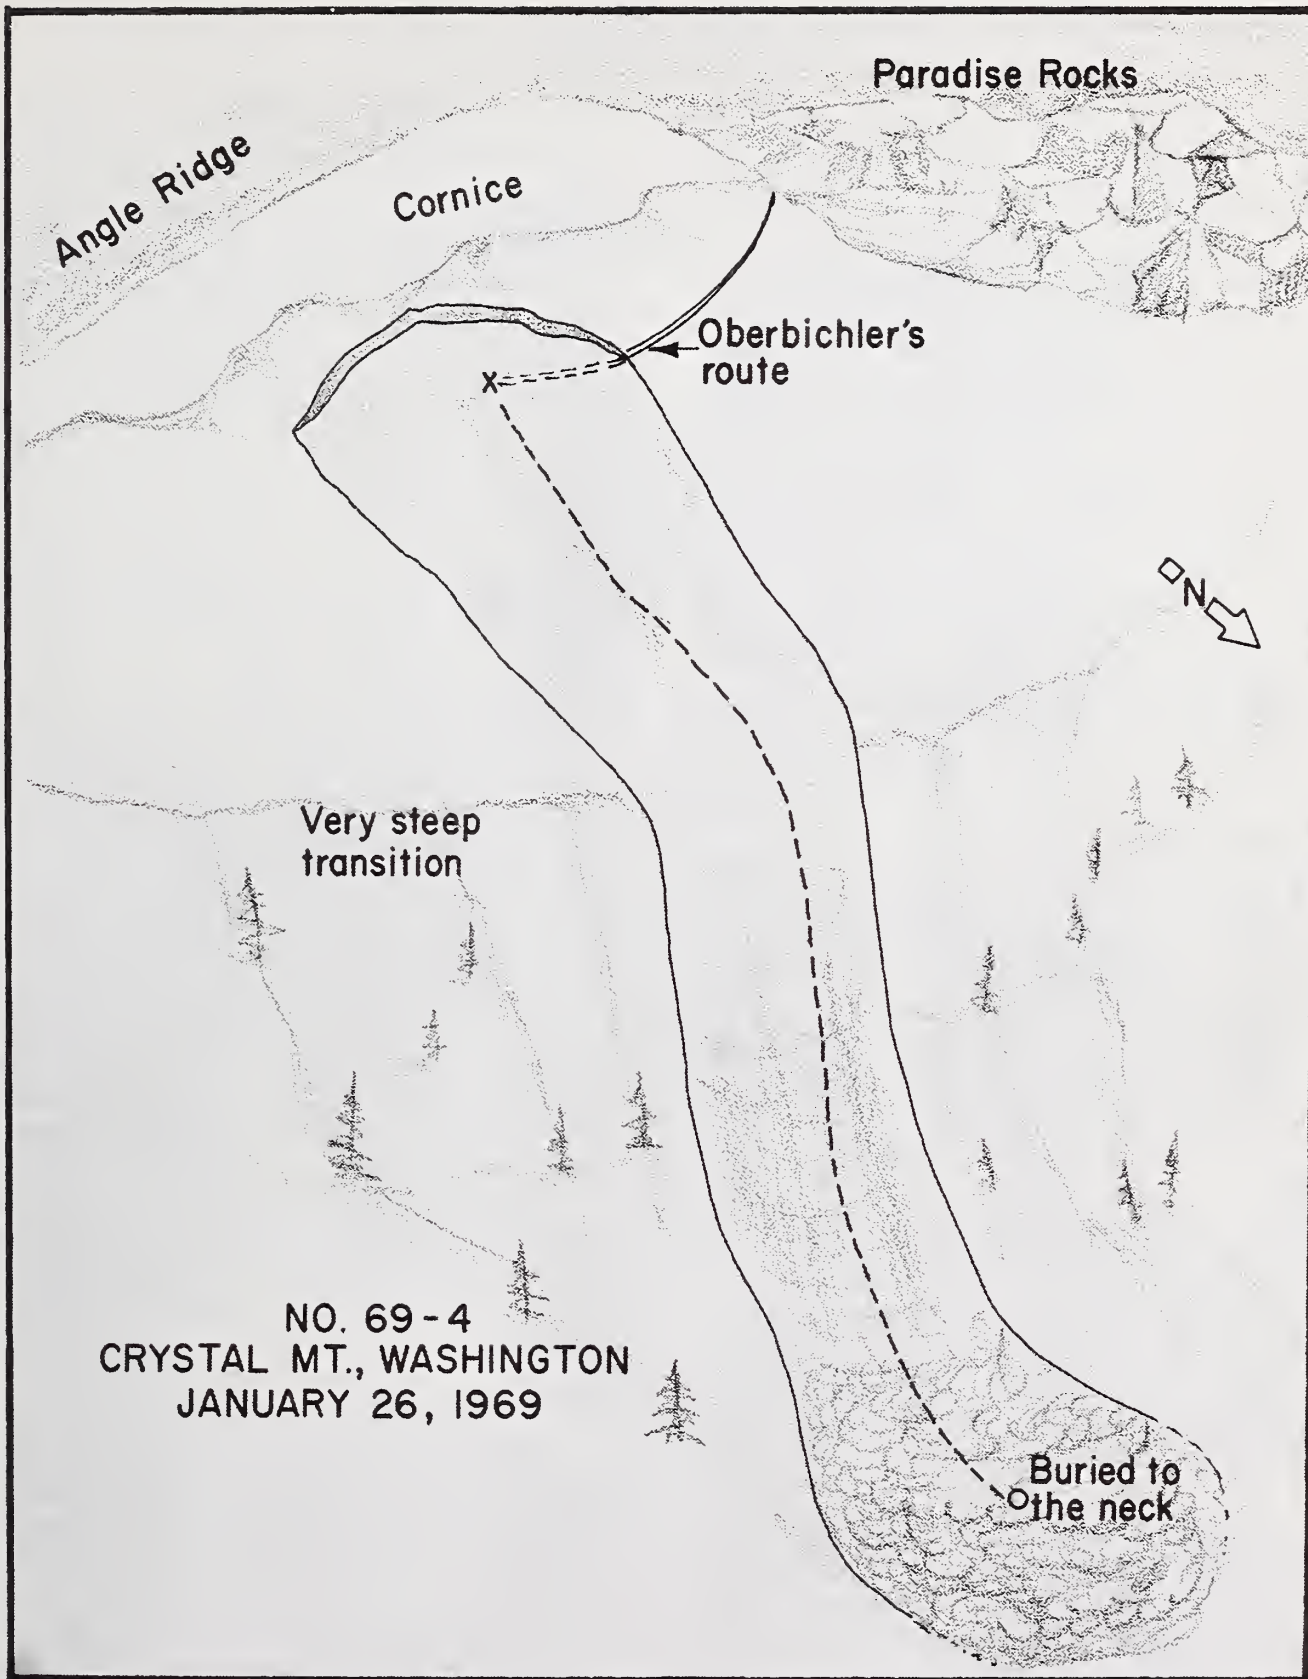 Paradise Rocks
Angle Ridge
Cornice
Oberbichler's
route
X
N
Very steep
transition
NO. 69-4
CRYSTAL MT., WASHINGTON
JANUARY 26, 1969
Buried to
the neck